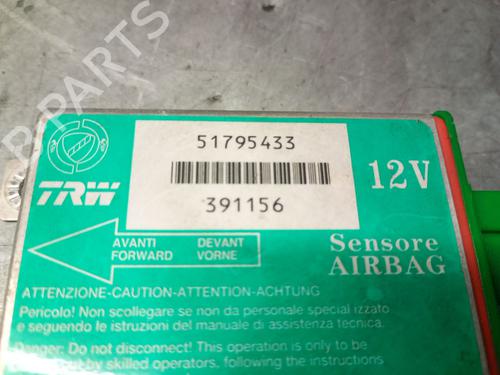 B-PARTS
51795433
391156
12V
TRW
AVANTI DEVANT
FORWARD VORNE
Sensore
AIRBAG
ATTENZIONE-CAUTION-ATTENTION-ACHTUNG
Pericolo! Non scollegare se non da personale specializzato
e seguendo le istruzioni del manuale di assistenza tecnica.
Danger: Do not disconnect! This operation is only to be
out by skilled operators, following the instructions